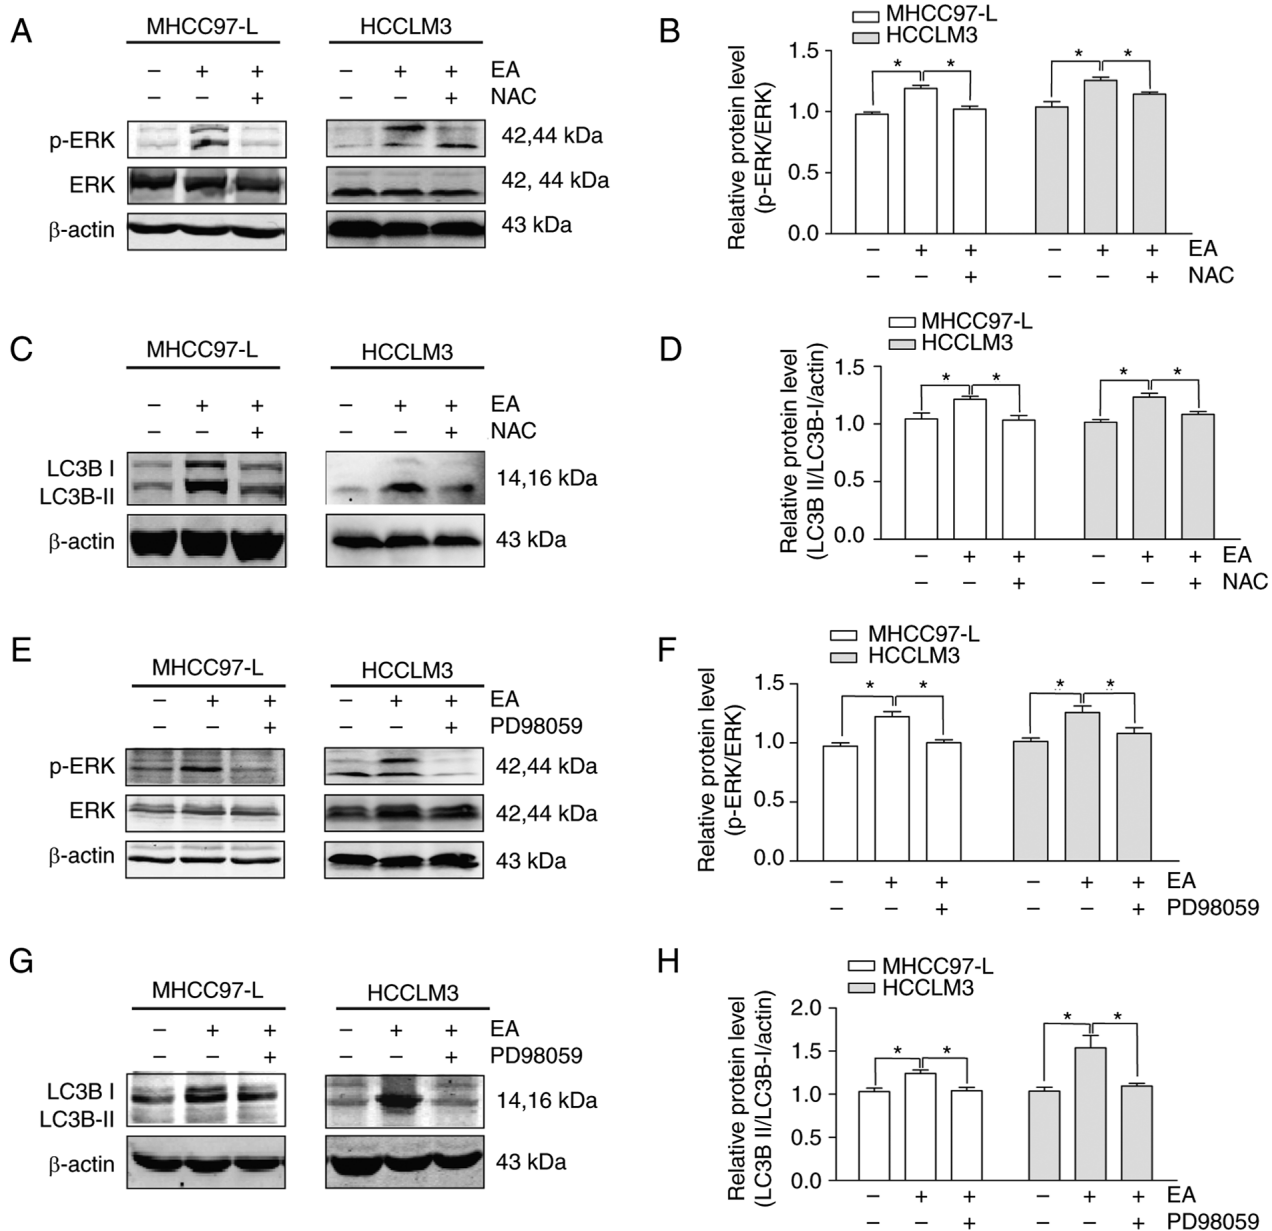 A
MHCC97-L HCCLM3
− + + − + + EA
− − + − − + NAC
p-ERK 42,44 kDa
ERK 42, 44 kDa
β-actin 43 kDa
B
MHCC97-L
HCCLM3
Relative protein level
(p-ERK/ERK)
1.5
1.0
0.5
0.0
* * * *
− + + − + + EA
− − + − − + NAC
C
MHCC97-L HCCLM3
− + + − + + EA
− − + − − + NAC
LC3B I
LC3B-II
14,16 kDa
β-actin 43 kDa
D
MHCC97-L
HCCLM3
Relative protein level
(LC3B II/LC3B-I/actin)
1.5
1.0
0.5
0.0
* * * *
− + + − + + EA
− − + − − + NAC
E
MHCC97-L HCCLM3
− + + − + + EA
− − + − − + PD98059
p-ERK 42,44 kDa
ERK 42,44 kDa
β-actin 43 kDa
F
MHCC97-L
HCCLM3
Relative protein level
(p-ERK/ERK)
1.5
1.0
0.5
0.0
* * * *
− + + − + + EA
− − + − − + PD98059
G
MHCC97-L HCCLM3
− + + − + + EA
− − + − − + PD98059
LC3B I
LC3B-II
14,16 kDa
β-actin 43 kDa
H
MHCC97-L
HCCLM3
Relative protein level
(LC3B II/LC3B-I/actin)
2.0
1.5
1.0
0.5
0.0
* * * *
− + + − + + EA
− − + − − + PD98059